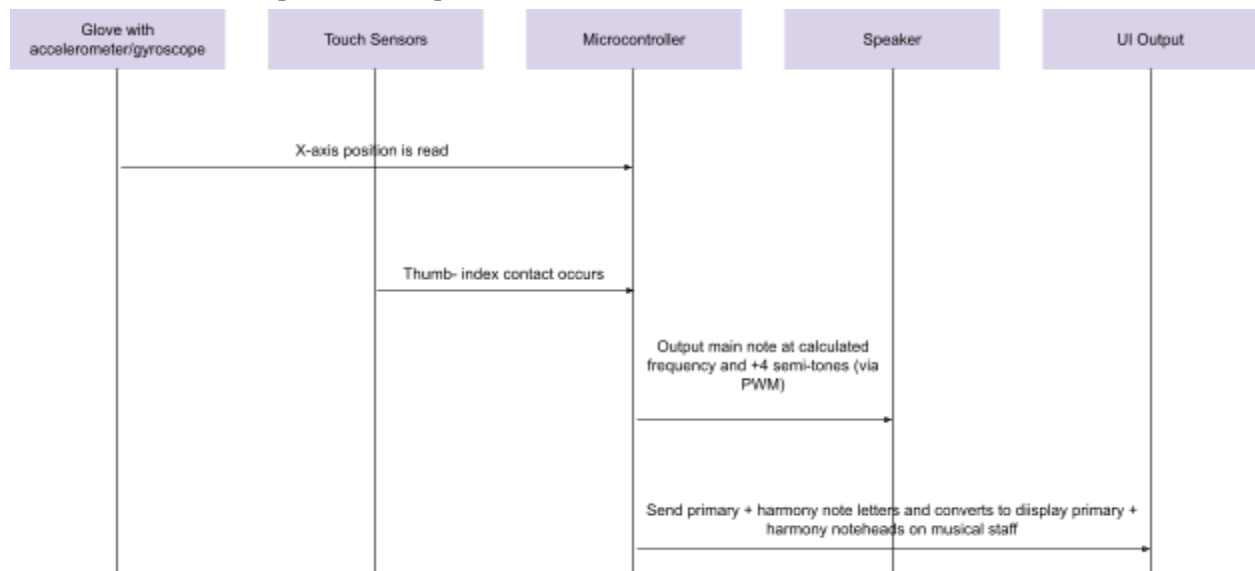 Glove with
accelerometer/gyroscope
Touch Sensors
Microcontroller
Speaker
UI Output
X-axis position is read
Thumb- index contact occurs
Output main note at calculated
frequency and +4 semi-tones (via
PWM)
Send primary + harmony note letters and converts to diisplay primary +
harmony noteheads on musical staff